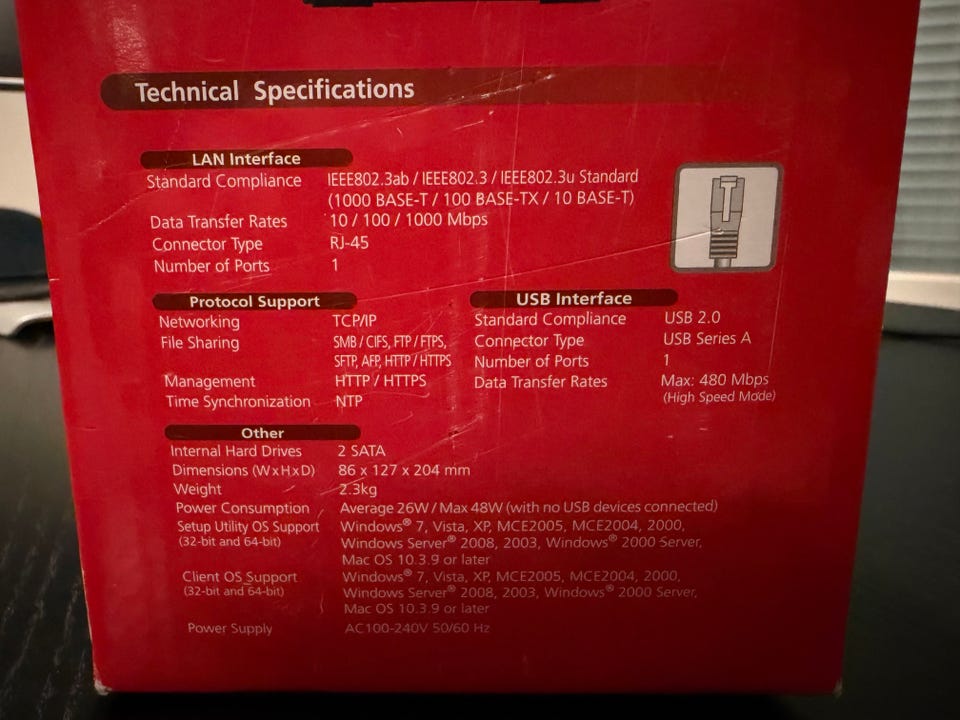 Technical Specifications
LAN Interface
Standard Compliance IEEE802.3ab / IEEE802.3 / IEEE802.3u Standard
(1000 BASE-T / 100 BASE-TX / 10 BASE-T)
Data Transfer Rates 10 / 100 / 1000 Mbps
Connector Type RJ-45
Number of Ports 1
Protocol Support
Networking TCP/IP
File Sharing SMB / CIFS, FTP / FTPS,
SFTP, AFP, HTTP / HTTPS
Management HTTP / HTTPS
Time Synchronization NTP
USB Interface
Standard Compliance USB 2.0
Connector Type USB Series A
Number of Ports 1
Data Transfer Rates Max: 480 Mbps
(High Speed Mode)
Other
Internal Hard Drives 2 SATA
Dimensions (W x H x D) 86 x 127 x 204 mm
Weight 2.3kg
Power Consumption Average 26W / Max 48W (with no USB devices connected)
Setup Utility OS Support Windows® 7, Vista, XP, MCE2005, MCE2004, 2000,
(32-bit and 64-bit) Windows Server® 2008, 2003, Windows® 2000 Server,
Mac OS 10.3.9 or later
Client OS Support Windows® 7, Vista, XP, MCE2005, MCE2004, 2000,
(32-bit and 64-bit) Windows Server® 2008, 2003, Windows® 2000 Server,
Mac OS 10.3.9 or later
Power Supply AC100-240V 50/60 Hz